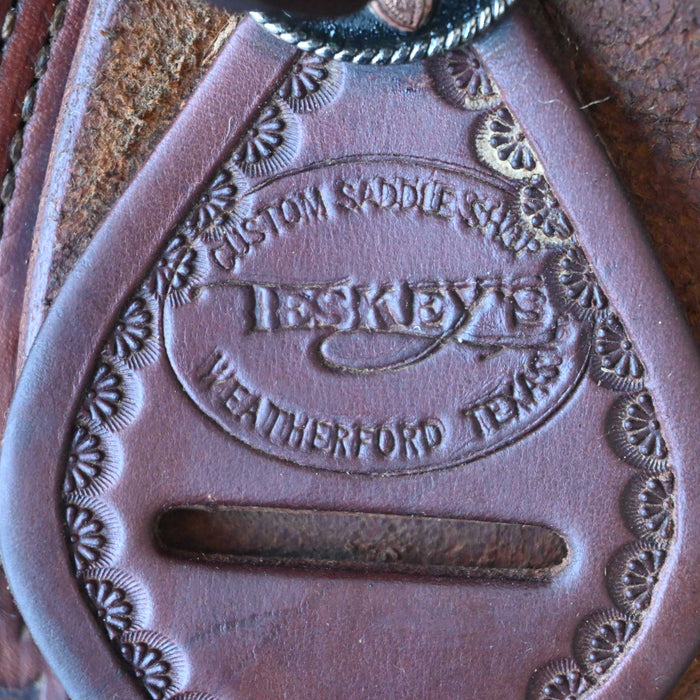 CUSTOM SADDLE SHOP
TESKEY'S
WEATHERFORD TEXAS